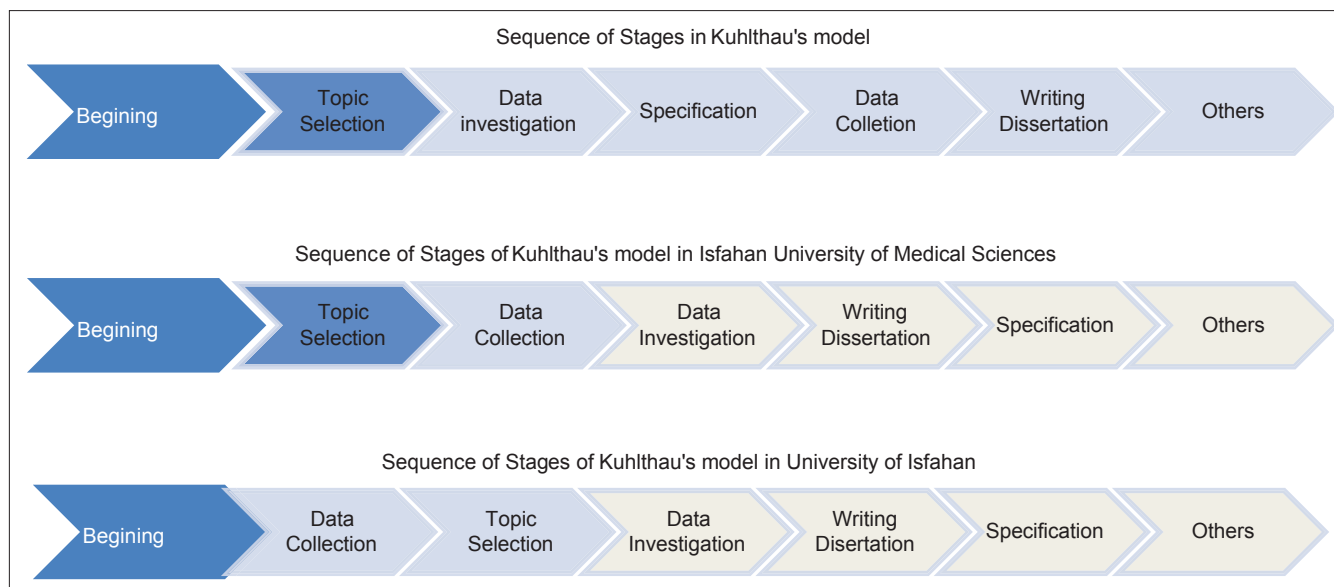 Sequence of Stages in Kuhlthau's model
Begining
Topic
Selection
Data
investigation
Specification
Data
Colletion
Writing
Dissertation
Others
Sequence of Stages of Kuhlthau's model in Isfahan University of Medical Sciences
Begining
Topic
Selection
Data
Collection
Data
Investigation
Writing
Dissertation
Specification
Others
Sequence of Stages of Kuhlthau's model in University of Isfahan
Begining
Data
Collection
Topic
Selection
Data
Investigation
Writing
Disertation
Specification
Others